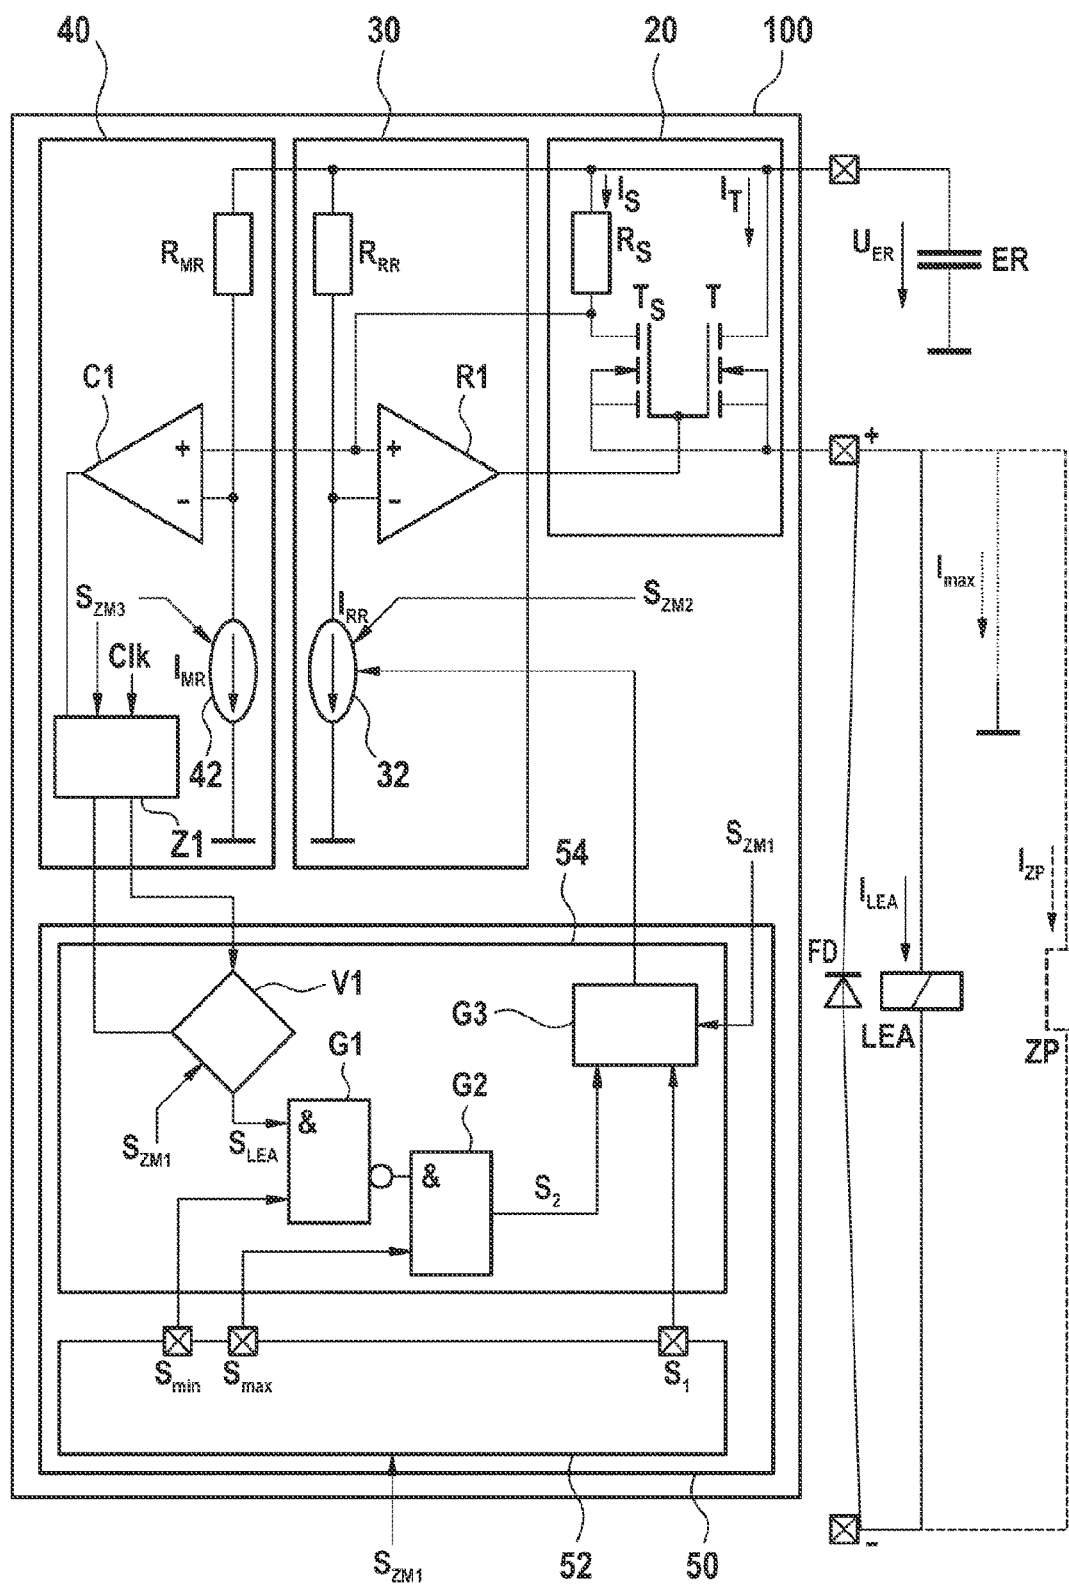 40 30 20 100
I_S I_T
R_MR R_RR R_S U_ER ER
T_S T
C1 R1
+ + +
- -
I_max
S_ZM3 I_RR S_ZM2
Clk I_MR
42 32
Z1 S_ZM1
54 I_ZP
I_LEA
V1 FD
G3 LEA ZP
G1
& G2
S_ZM1 S_LEA &
S_2
S_min S_max S_1
S_ZM1 52 50 -